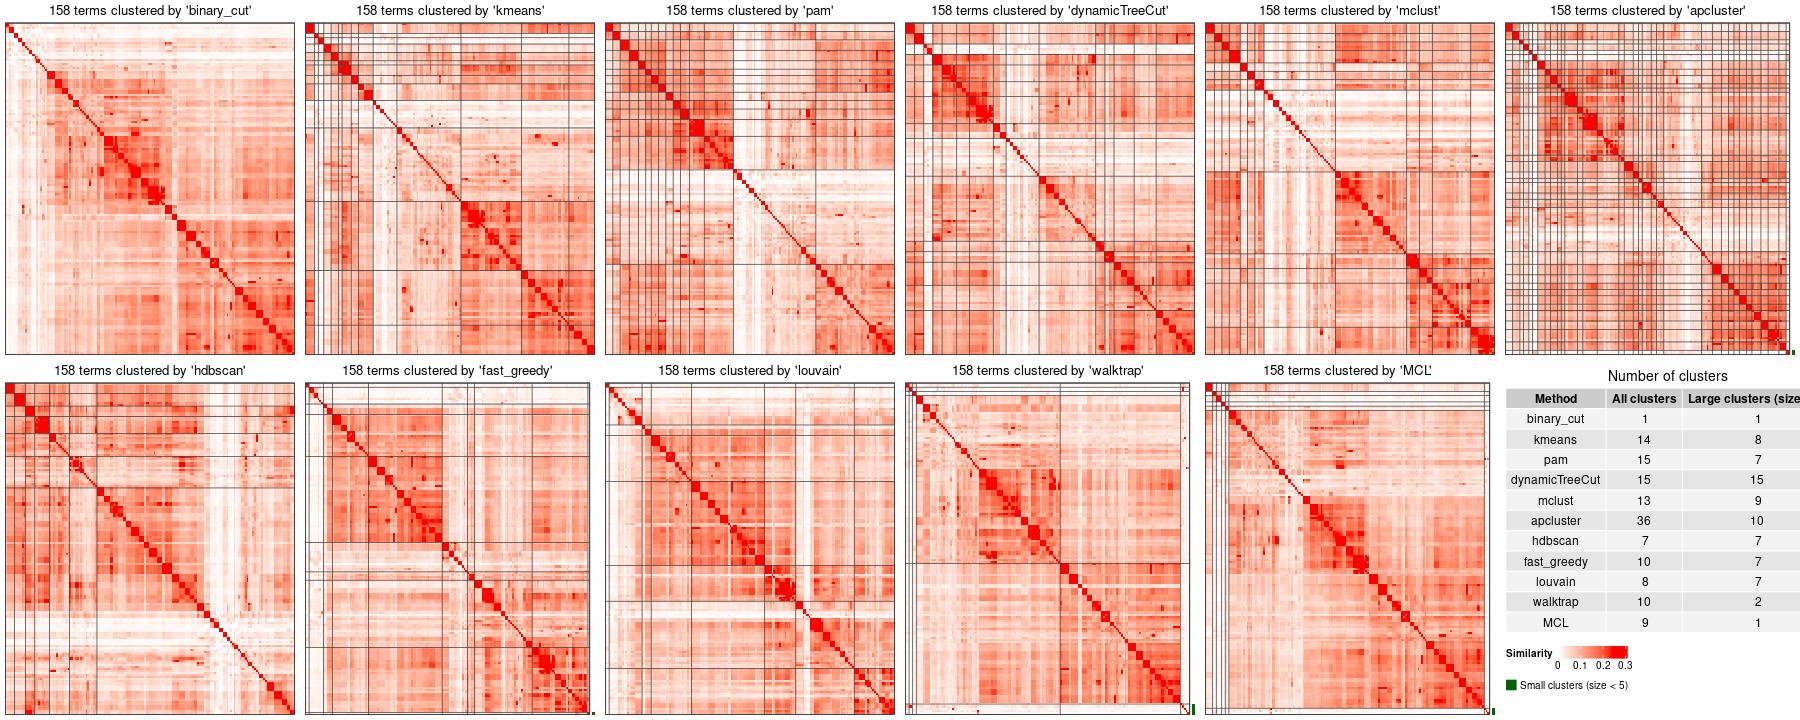 158 terms clustered by 'binary_cut'
158 terms clustered by 'kmeans'
158 terms clustered by 'pam'
158 terms clustered by 'dynamicTreeCut'
158 terms clustered by 'mclust'
158 terms clustered by 'apcluster'
158 terms clustered by 'hdbscan'
158 terms clustered by 'fast_greedy'
158 terms clustered by 'louvain'
158 terms clustered by 'walktrap'
158 terms clustered by 'MCL'
Number of clusters
Method All clusters Large clusters (size
binary_cut 1 1
kmeans 14 8
pam 15 7
dynamicTreeCut 15 15
mclust 13 9
apcluster 36 10
hdbscan 7 7
fast_greedy 10 7
louvain 8 7
walktrap 10 2
MCL 9 1
Similarity
0 0.1 0.2 0.3
Small clusters (size < 5)